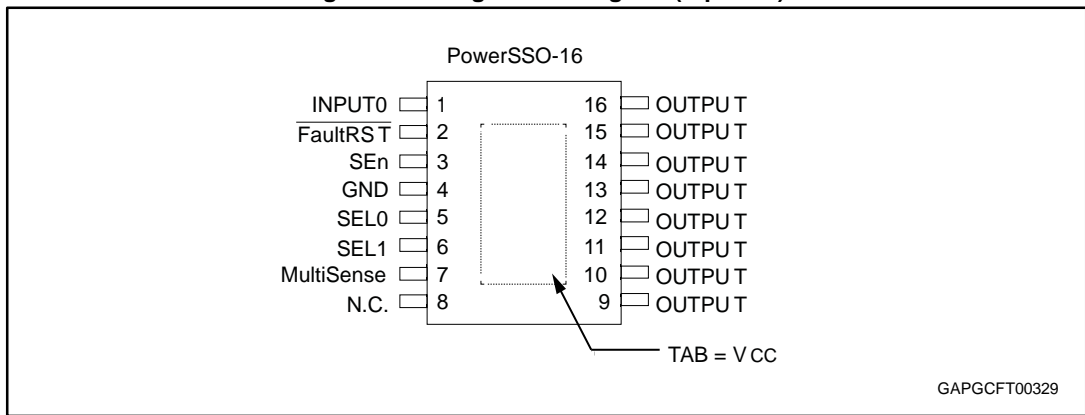 PowerSSO-16
INPUT0 1 16 OUTPUT
FaultRST 2 15 OUTPUT
SEn 3 14 OUTPUT
GND 4 13 OUTPUT
SEL0 5 12 OUTPUT
SEL1 6 11 OUTPUT
MultiSense 7 10 OUTPUT
N.C. 8 9 OUTPUT
TAB = VCC
GAPGCFT00329